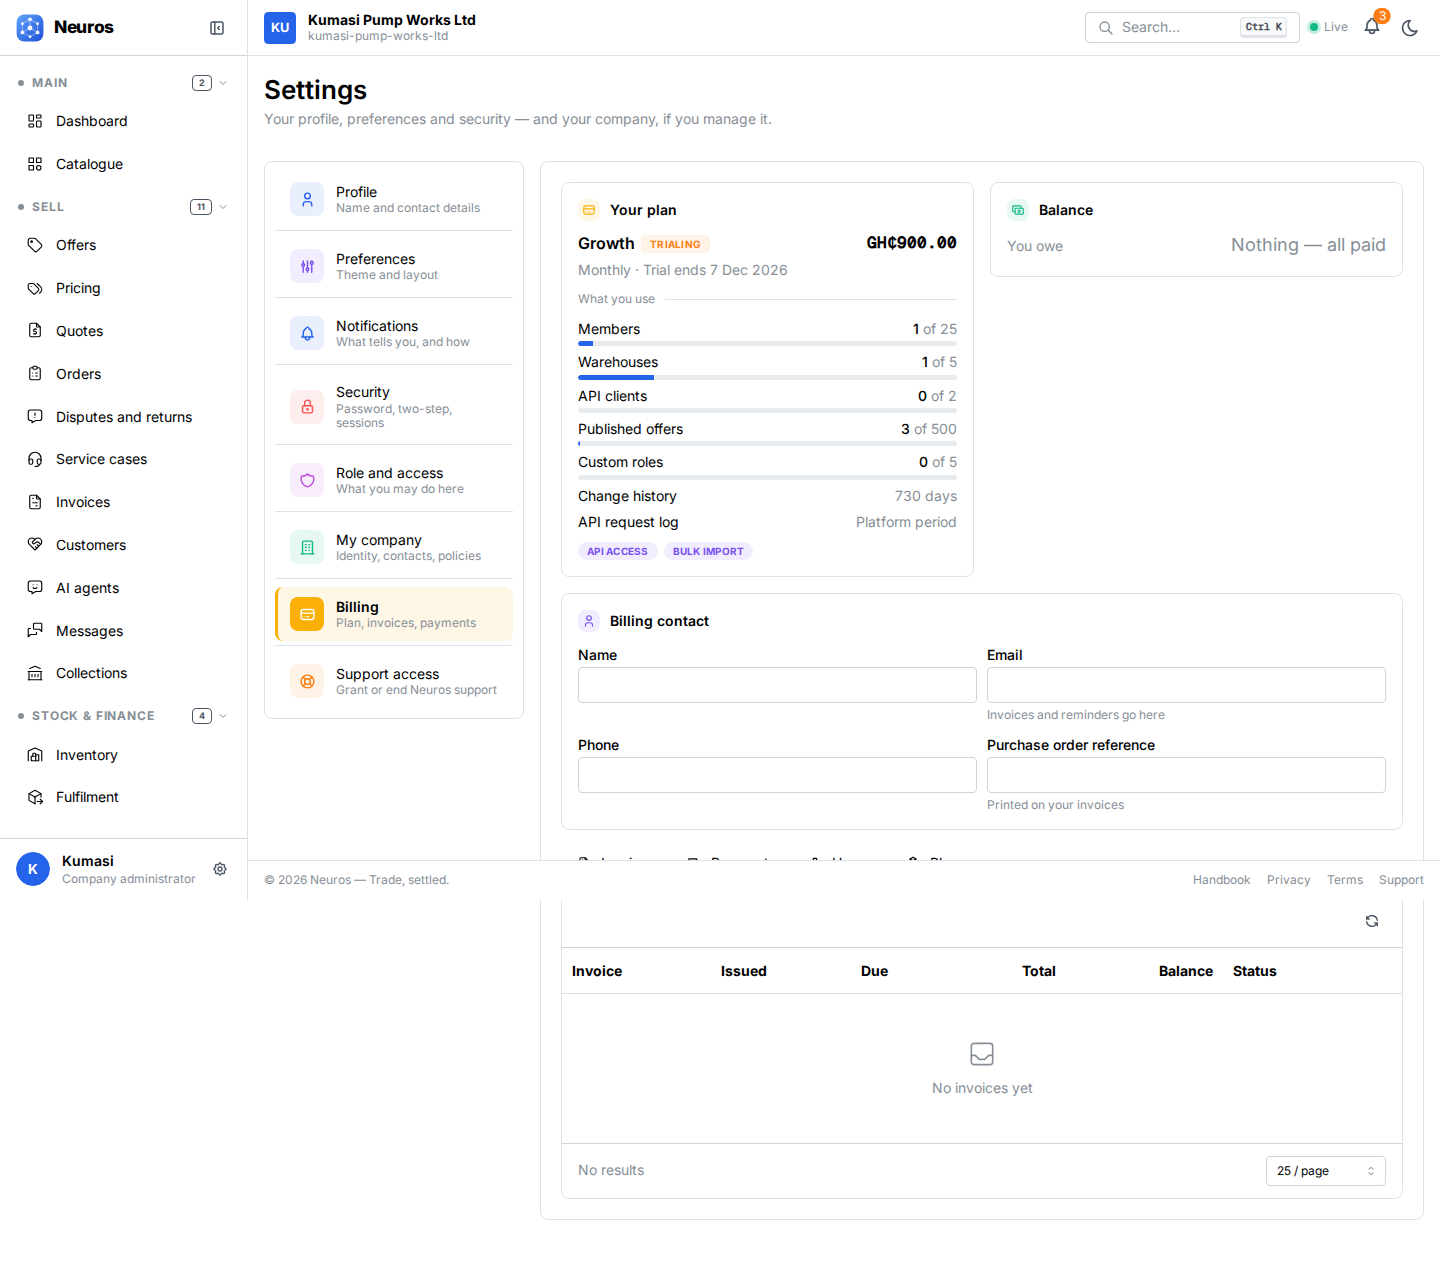 Neuros
KU
Kumasi Pump Works Ltd
kumasi-pump-works-ltd
Search...
Ctrl K
Live
3
MAIN
2
Dashboard
Catalogue
SELL
11
Offers
Pricing
Quotes
Orders
Disputes and returns
Service cases
Invoices
Customers
AI agents
Messages
Collections
STOCK & FINANCE
4
Inventory
Fulfilment
K
Kumasi
Company administrator
Settings
Your profile, preferences and security — and your company, if you manage it.
Profile
Name and contact details
Preferences
Theme and layout
Notifications
What tells you, and how
Security
Password, two-step,
sessions
Role and access
What you may do here
My company
Identity, contacts, policies
Billing
Plan, invoices, payments
Support access
Grant or end Neuros support
Your plan
Growth TRIALING GH₵900.00
Monthly · Trial ends 7 Dec 2026
What you use
Members 1 of 25
Warehouses 1 of 5
API clients 0 of 2
Published offers 3 of 500
Custom roles 0 of 5
Change history 730 days
API request log Platform period
API ACCESS BULK IMPORT
Balance
You owe Nothing — all paid
Billing contact
Name
Email
Invoices and reminders go here
Phone
Purchase order reference
Printed on your invoices
© 2026 Neuros — Trade, settled.
Handbook Privacy Terms Support
Invoice Issued Due Total Balance Status
No invoices yet
No results
25 / page